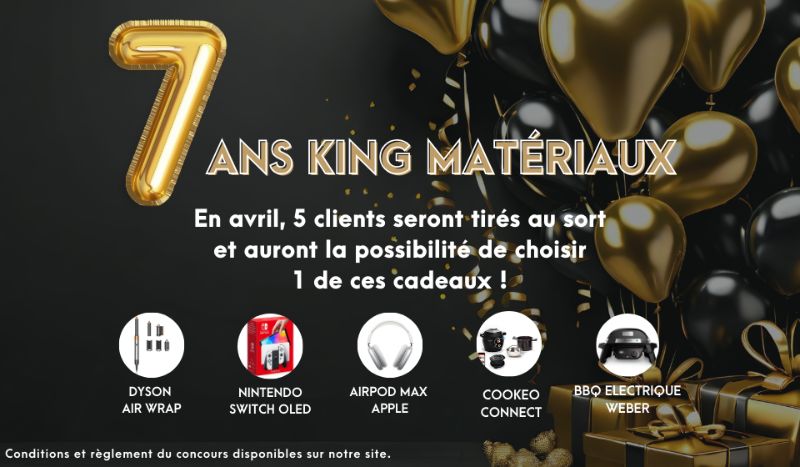 7
ANS KING MATÉRIAUX
En avril, 5 clients seront tirés au sort
et auront la possibilité de choisir
1 de ces cadeaux !
DYSON
AIR WRAP
NINTENDO
SWITCH OLED
AIRPOD MAX
APPLE
COOKEO
CONNECT
BBQ ELECTRIQUE
WEBER
Conditions et règlement du concours disponibles sur notre site.